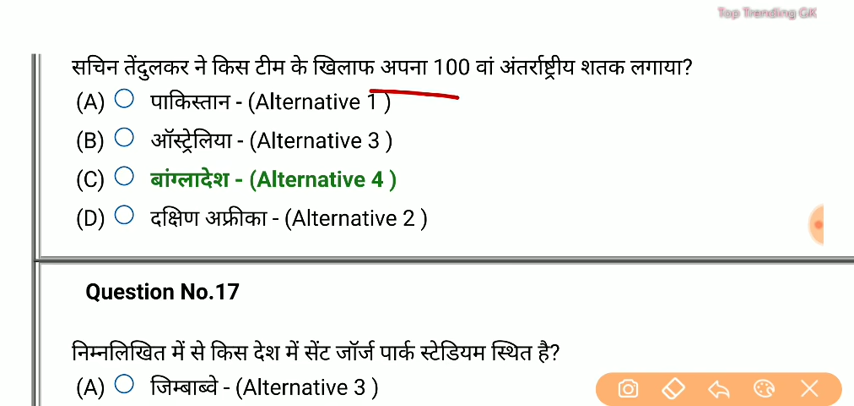 Top Trending GK
सचिन तेंदुलकर ने किस टीम के खिलाफ अपना 100 वां अंतर्राष्ट्रीय शतक लगाया?
(A) पाकिस्तान - (Alternative 1 )
(B) ऑस्ट्रेलिया - (Alternative 3 )
(C) बांग्लादेश - (Alternative 4 )
(D) दक्षिण अफ्रीका - (Alternative 2 )
Question No.17
निम्नलिखित में से किस देश में सेंट जॉर्ज पार्क स्टेडियम स्थित है?
(A) जिम्बाब्वे - (Alternative 3 )